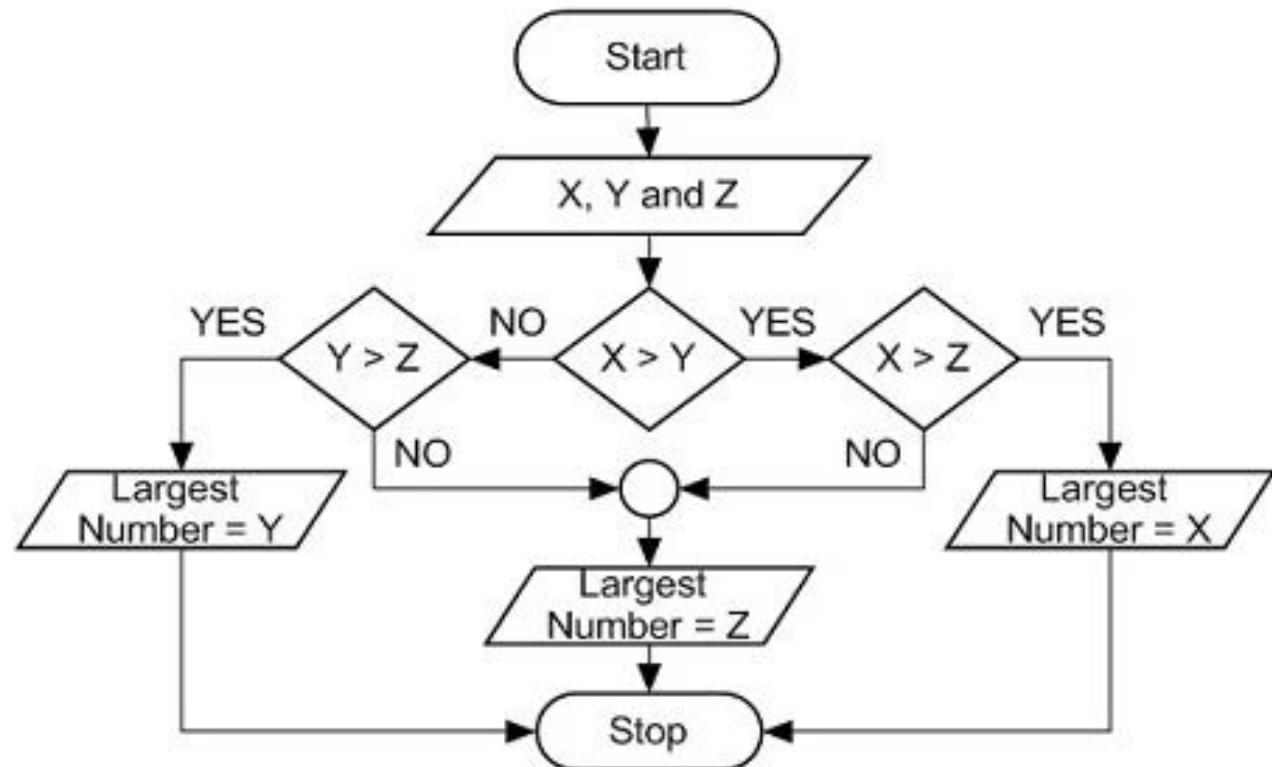 Start
X, Y and Z
YES
NO
YES
YES
Y > Z
X > Y
X > Z
NO
NO
Largest
Number = Y
Largest
Number = X
Largest
Number = Z
Stop